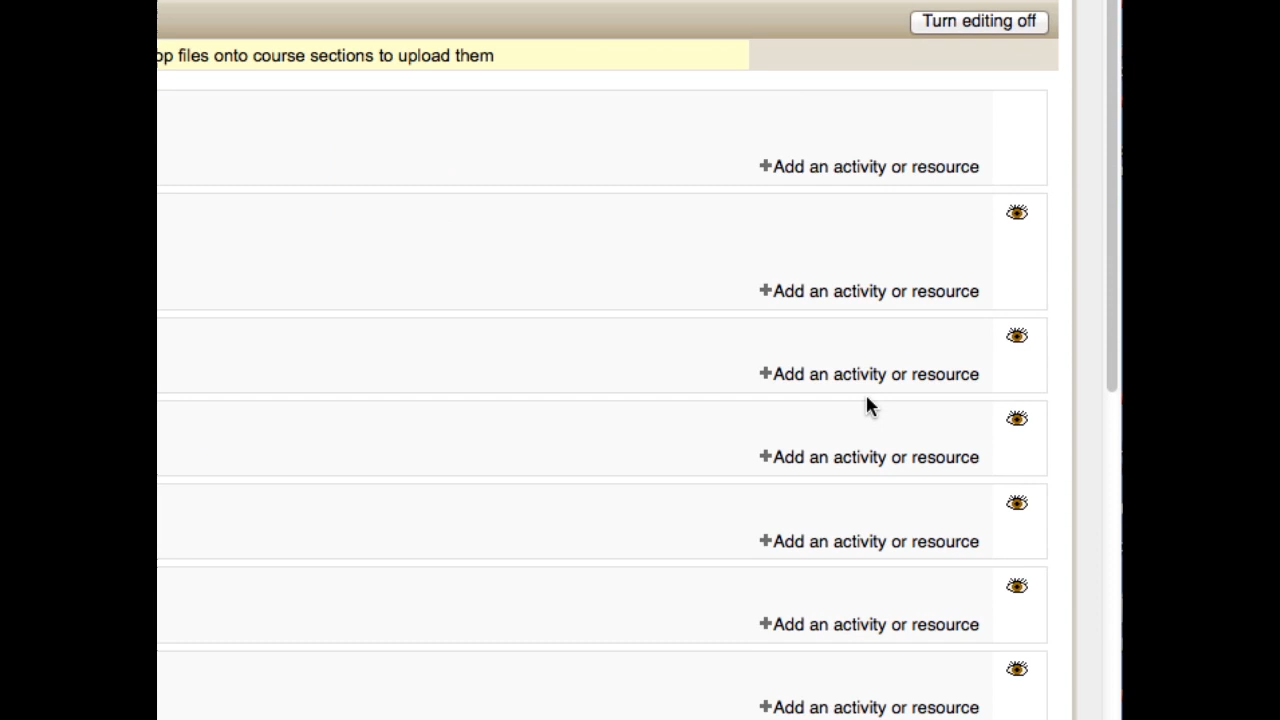 Turn editing off
op files onto course sections to upload them
Add an activity or resource
Add an activity or resource
Add an activity or resource
Add an activity or resource
Add an activity or resource
Add an activity or resource
Add an activity or resource